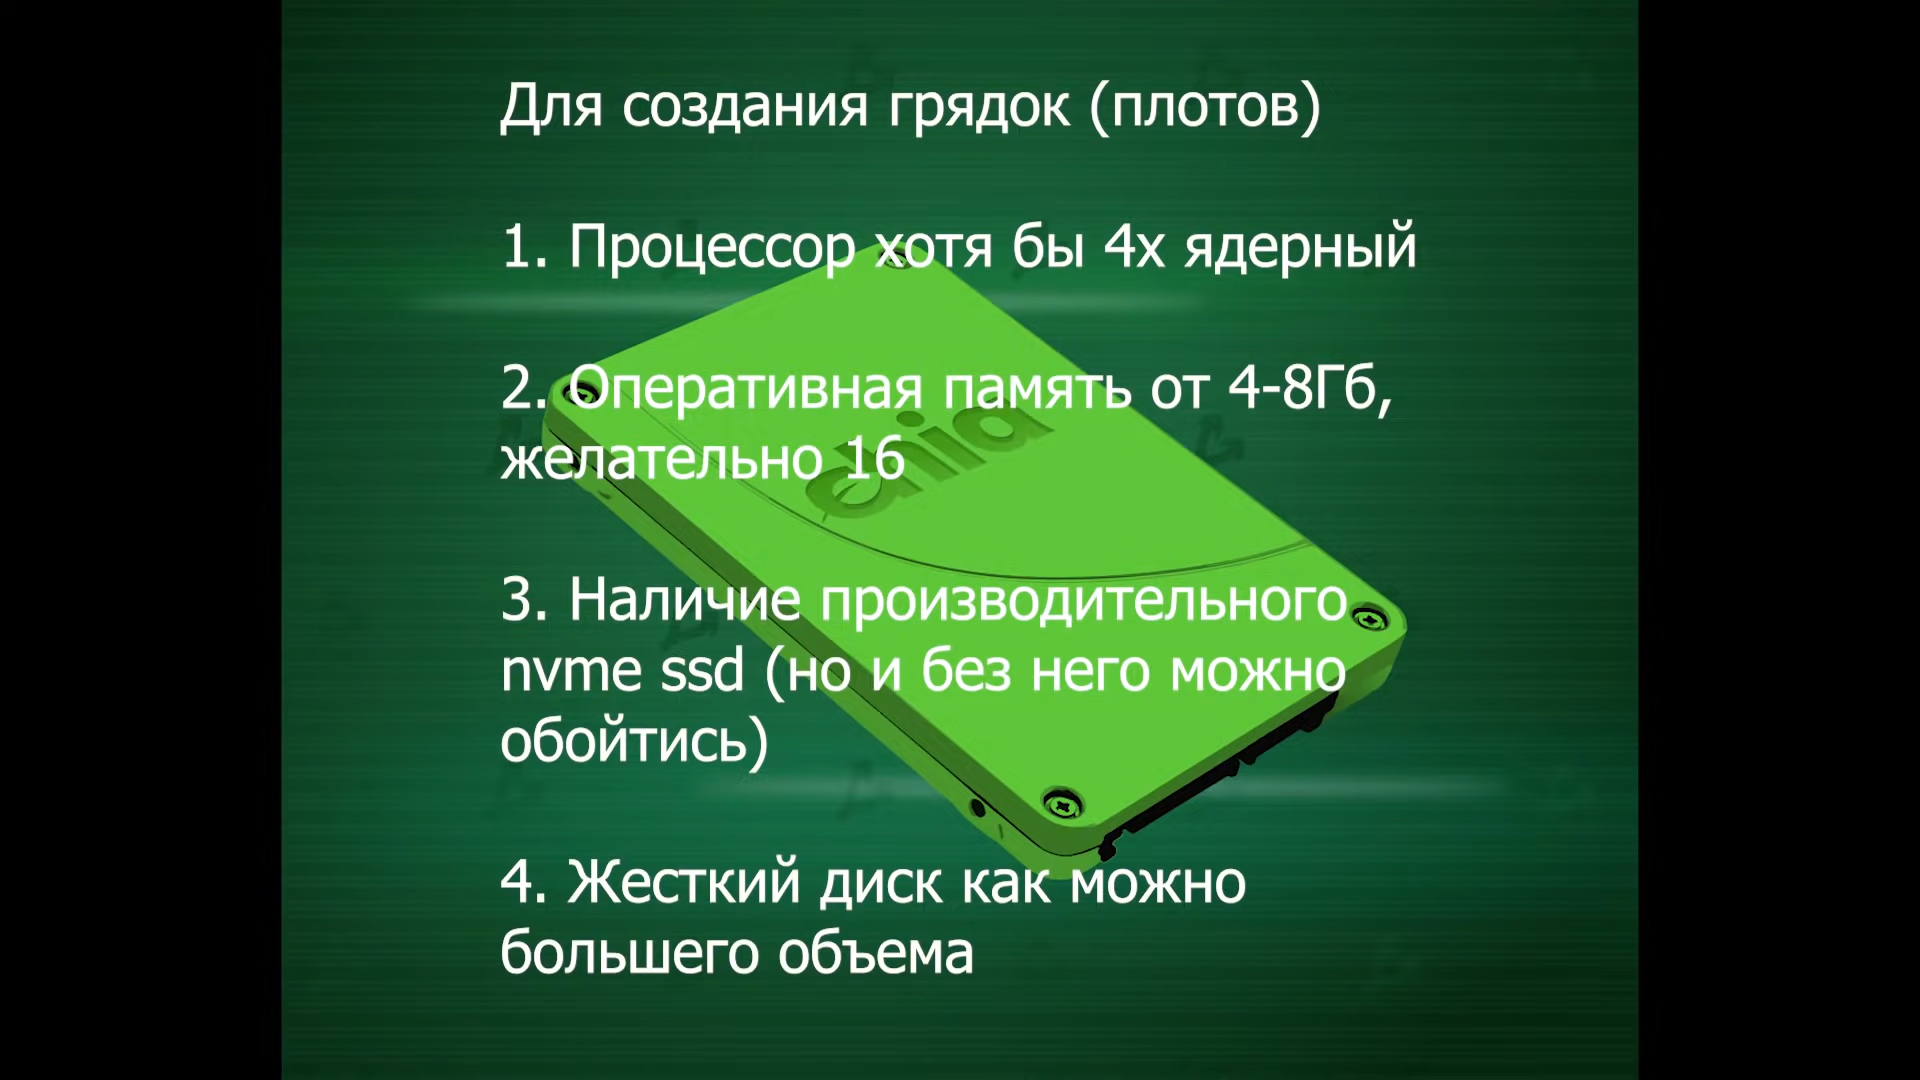 Для создания грядок (плотов)
1. Процессор хотя бы 4х ядерный
2. Оперативная память от 4-8Гб,
желательно 16
chia
3. Наличие производительного
nvme ssd (но и без него можно
обойтись)
4. Жесткий диск как можно
большего объема